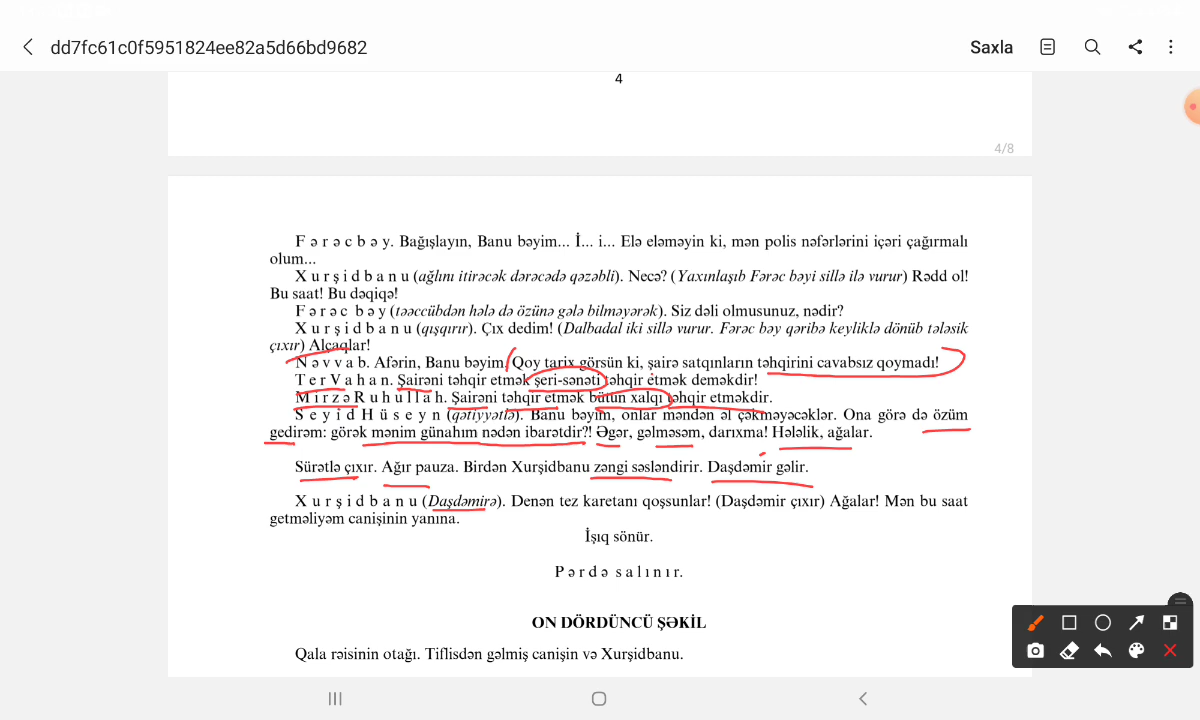 dd7fc61c0f5951824ee82a5d66bd9682
Saxla
4
4/8
F ə r ə c b ə y. Bağışlayın, Banu bəyim... İ... i... Elə eləməyin ki, mən polis nəfərlərini içəri çağırmalı
olum...
X u r ş i d b a n u (ağlını itirəcək dərəcədə qəzəbli). Necə? (Yaxınlaşıb Fərəc bəyi sillə ilə vurur) Rədd ol!
Bu saat! Bu dəqiqə!
F ə r ə c b ə y (təəccübdən hələ də özünə gələ bilməyərək). Siz dəli olmusunuz, nədir?
X u r ş i d b a n u (qışqırır). Çıx dedim! (Dalbadal iki sillə vurur. Fərəc bəy qəribə keyliklə dönüb tələsik
çıxır) Alçaqlar!
N ə v v a b. Afərin, Banu bəyim. Qoy tarix görsün ki, şairə satqınların təhqirini cavabsız qoymadı!
T e r V a h a n. Şairəni təhqir etmək şeri-sənəti təhqir etmək deməkdir!
M i r z ə R u h u l l a h. Şairəni təhqir etmək bütün xalqı təhqir etməkdir.
S e y i d H ü s e y n (qətiyyətlə). Banu bəyim, onlar məndən əl çəkməyəcəklər. Ona görə də özüm
gedirəm: görək mənim günahım nədən ibarətdir?! Əgər, gəlməsəm, darıxma! Hələlik, ağalar.
Sürətlə çıxır. Ağır pauza. Birdən Xurşidbanu zəngi səsləndirir. Daşdəmir gəlir.
X u r ş i d b a n u (Daşdəmirə). Denən tez karetanı qoşsunlar! (Daşdəmir çıxır) Ağalar! Mən bu saat
getməliyəm canişinin yanına.
İşıq sönür.
P ə r d ə s a l ı n ı r.
ON DÖRDÜNCÜ ŞƏKİL
Qala rəisinin otağı. Tiflisdən gəlmiş canişin və Xurşidbanu.